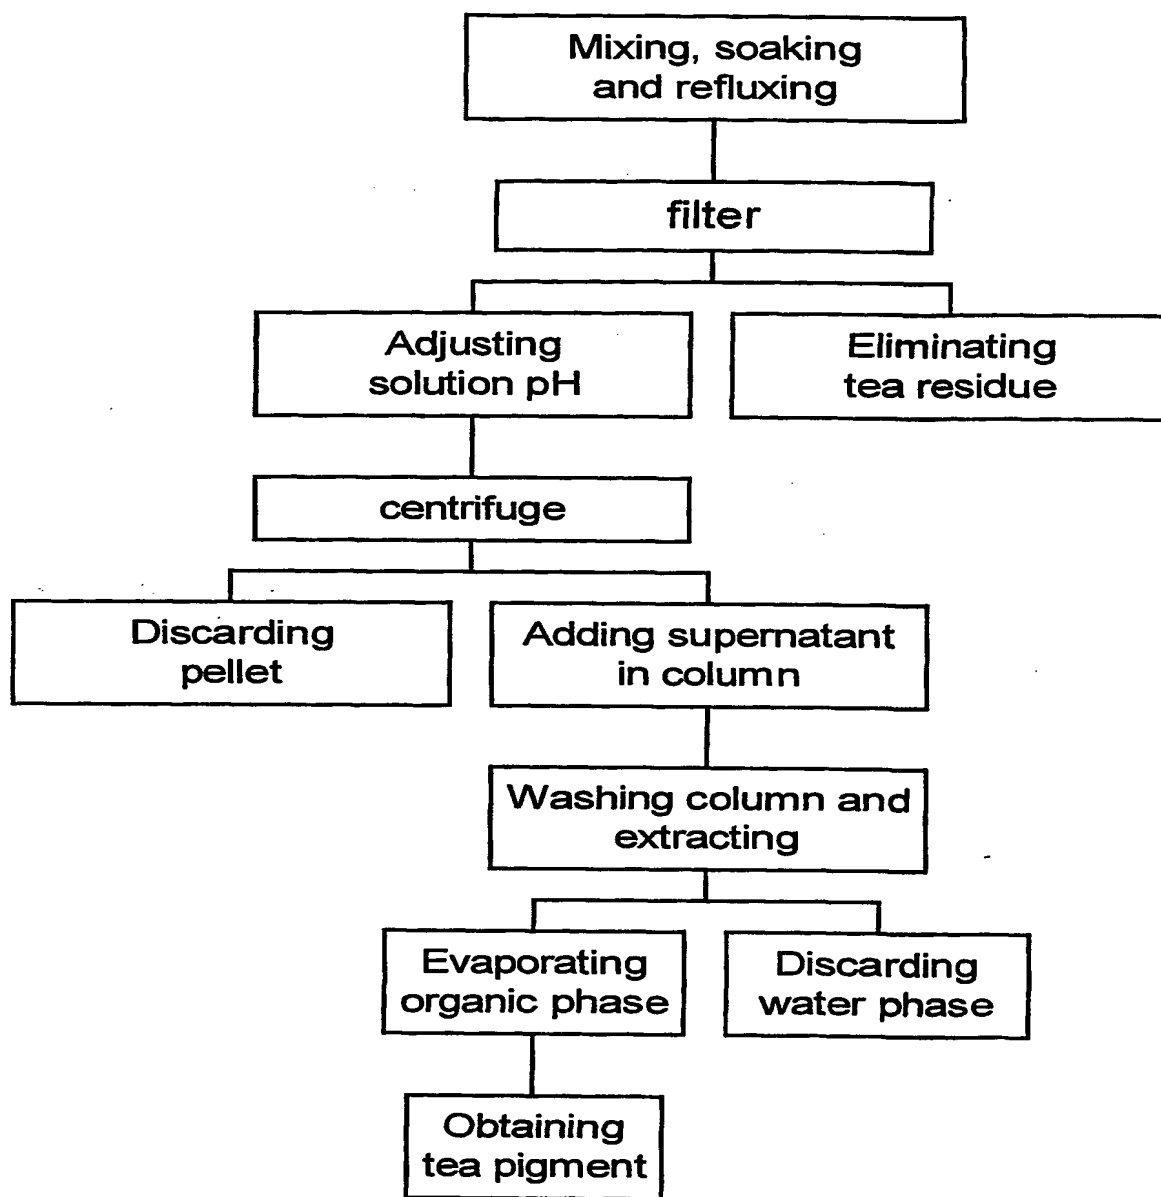 Mixing, soaking
and refluxing
filter
Adjusting
solution pH
Eliminating
tea residue
centrifuge
Discarding
pellet
Adding supernatant
in column
Washing column and
extracting
Evaporating
organic phase
Discarding
water phase
Obtaining
tea pigment